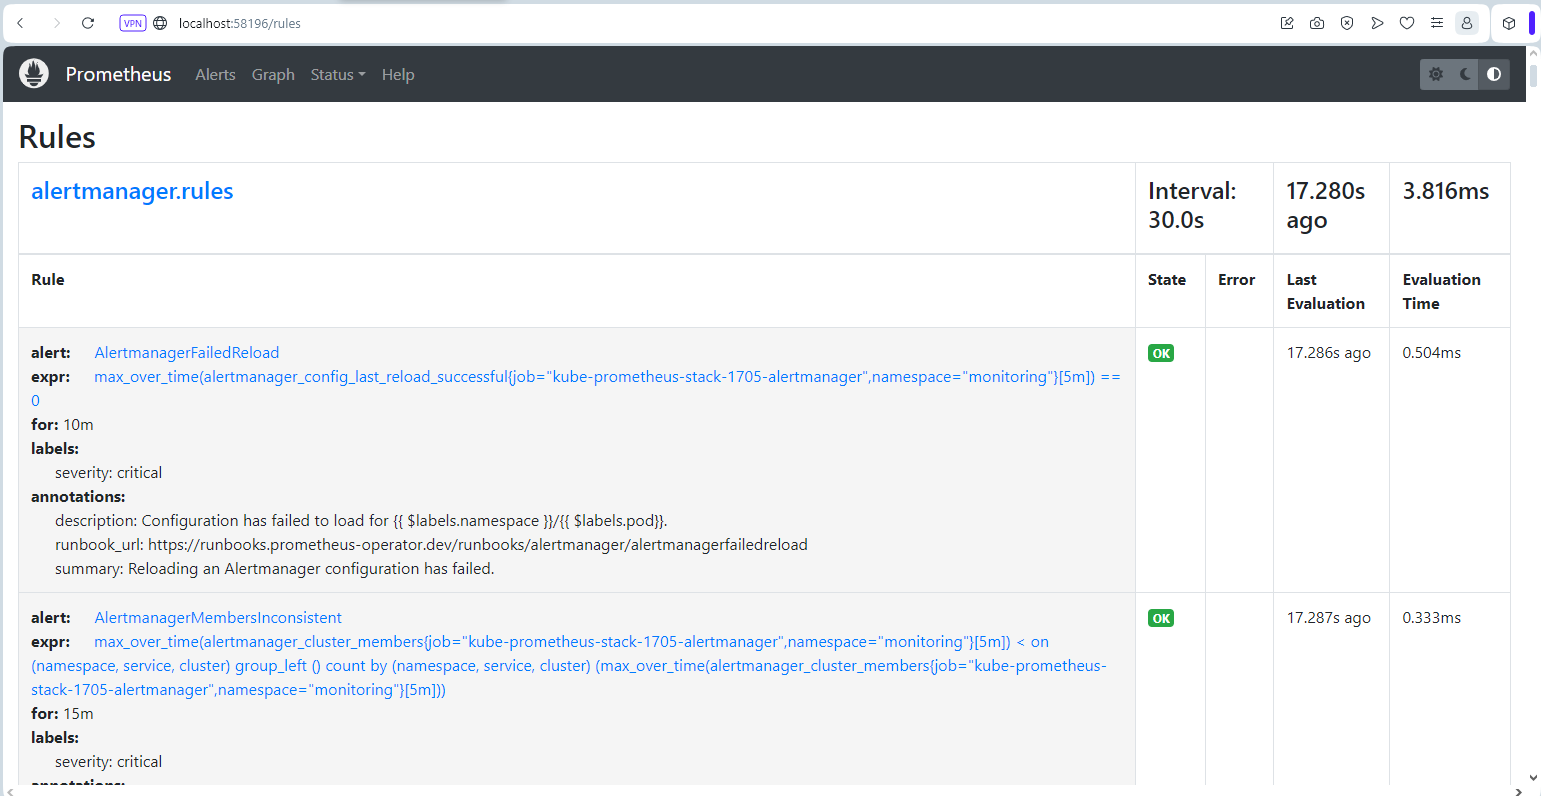 VPN localhost:58196/rules
Prometheus Alerts Graph Status Help
Rules
alertmanager.rules
Interval:
30.0s
17.280s
ago
3.816ms
Rule
State
Error
Last
Evaluation
Evaluation
Time
alert: AlertmanagerFailedReload
expr: max_over_time(alertmanager_config_last_reload_successful{job="kube-prometheus-stack-1705-alertmanager",namespace="monitoring"}[5m]) ==
0
for: 10m
labels:
severity: critical
annotations:
description: Configuration has failed to load for {{ $labels.namespace }}/{{ $labels.pod}}.
runbook_url: https://runbooks.prometheus-operator.dev/runbooks/alertmanager/alertmanagerfailedreload
summary: Reloading an Alertmanager configuration has failed.
OK
17.286s ago
0.504ms
alert: AlertmanagerMembersInconsistent
expr: max_over_time(alertmanager_cluster_members{job="kube-prometheus-stack-1705-alertmanager",namespace="monitoring"}[5m]) < on
(namespace, service, cluster) group_left () count by (namespace, service, cluster) (max_over_time(alertmanager_cluster_members{job="kube-prometheus-
stack-1705-alertmanager",namespace="monitoring"}[5m]))
for: 15m
labels:
severity: critical
annotations:
OK
17.287s ago
0.333ms